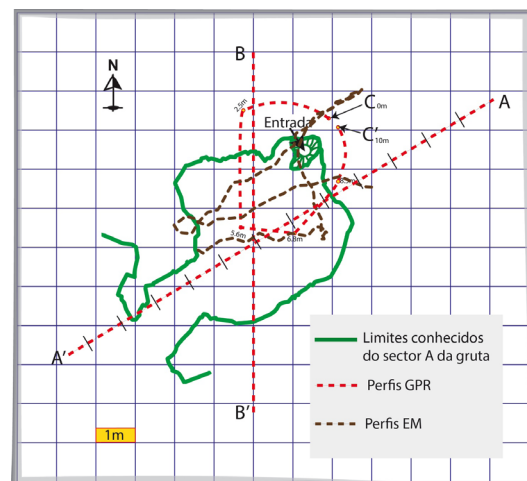 B
N
2,5m
C 0m
A
Entrada
C' 10m
5.6m
6.8m
Limites conhecidos
do sector A da gruta
Perfis GPR
A'
B'
Perfis EM
1m